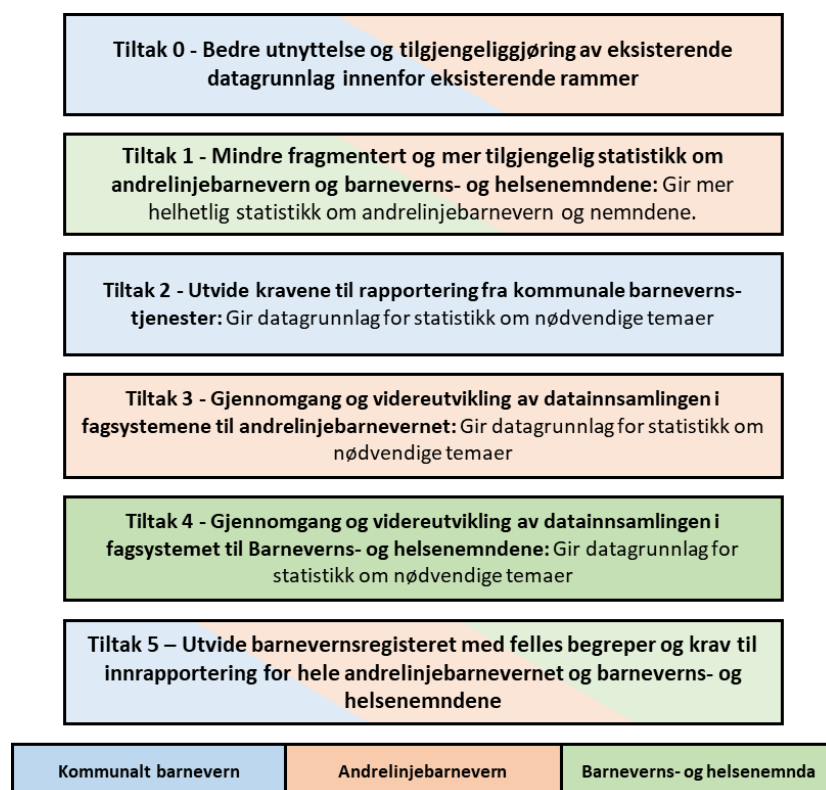 Tiltak 0 - Bedre utnyttelse og tilgjengeliggjøring av eksisterende
datagrunnlag innenfor eksisterende rammer
Tiltak 1 - Mindre fragmentert og mer tilgjengelig statistikk om
andrelinjebarnevern og barneverns- og helsenemndene: Gir mer
helhetlig statistikk om andrelinjebarnevern og nemndene.
Tiltak 2 - Utvide kravene til rapportering fra kommunale barneverns-
tjenester: Gir datagrunnlag for statistikk om nødvendige temaer
Tiltak 3 - Gjennomgang og videreutvikling av datainnsamlingen i
fagsystemene til andrelinjebarnevernet: Gir datagrunnlag for statistikk om
nødvendige temaer
Tiltak 4 - Gjennomgang og videreutvikling av datainnsamlingen i
fagsystemet til Barneverns- og helsenemndene: Gir datagrunnlag for
statistikk om nødvendige temaer
Tiltak 5 – Utvide barnevernsregisteret med felles begreper og krav til
innrapportering for hele andrelinjebarnevernet og barneverns- og
helsenemndene
Kommunalt barnevern
Andrelinjebarnevern
Barneverns- og helsenemnda